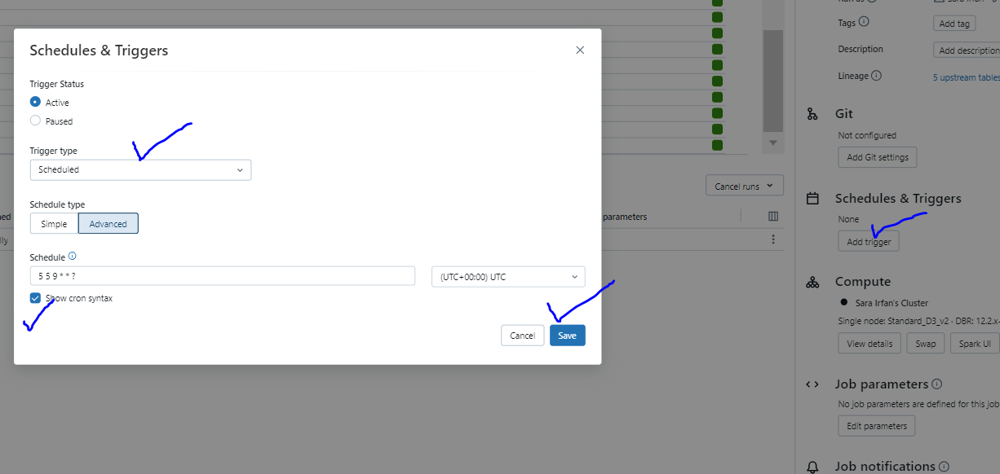 Schedules & Triggers
Trigger Status
Active
Paused
Trigger type
Scheduled
Schedule type
Simple
Advanced
Schedule
5 5 9 * * ?
(UTC+00:00) UTC
Show cron syntax
Cancel
Save
Cancel runs
parameters
Tags
Add tag
Description
Add description
Lineage
5 upstream tables
Git
Not configured
Add Git settings
Schedules & Triggers
None
Add trigger
Compute
Sara Irfan's Cluster
Single node: Standard_D3_v2 · DBR: 12.2.x-
View details
Swap
Spark UI
Job parameters
No job parameters are defined for this job
Edit parameters
Job notifications